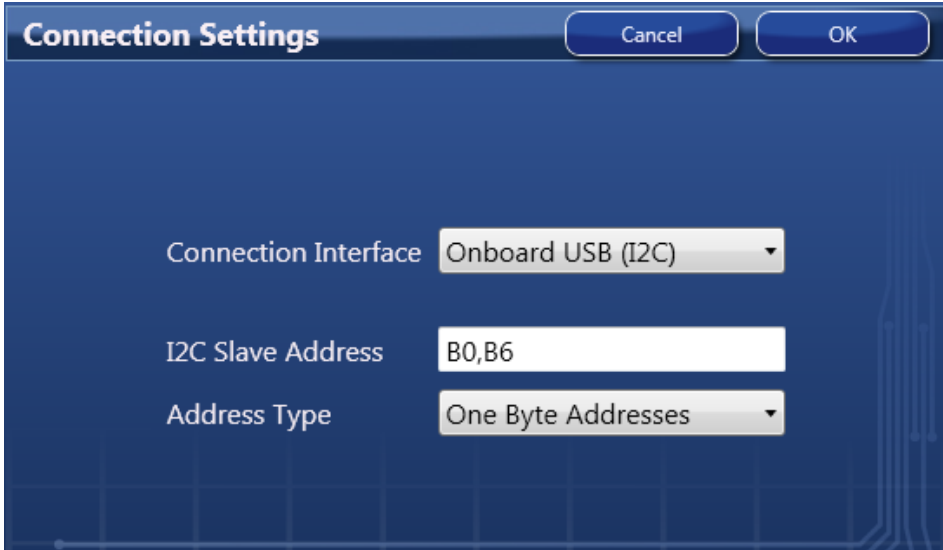 Connection Settings
Cancel
OK
Connection Interface Onboard USB (I2C)
I2C Slave Address B0,B6
Address Type One Byte Addresses